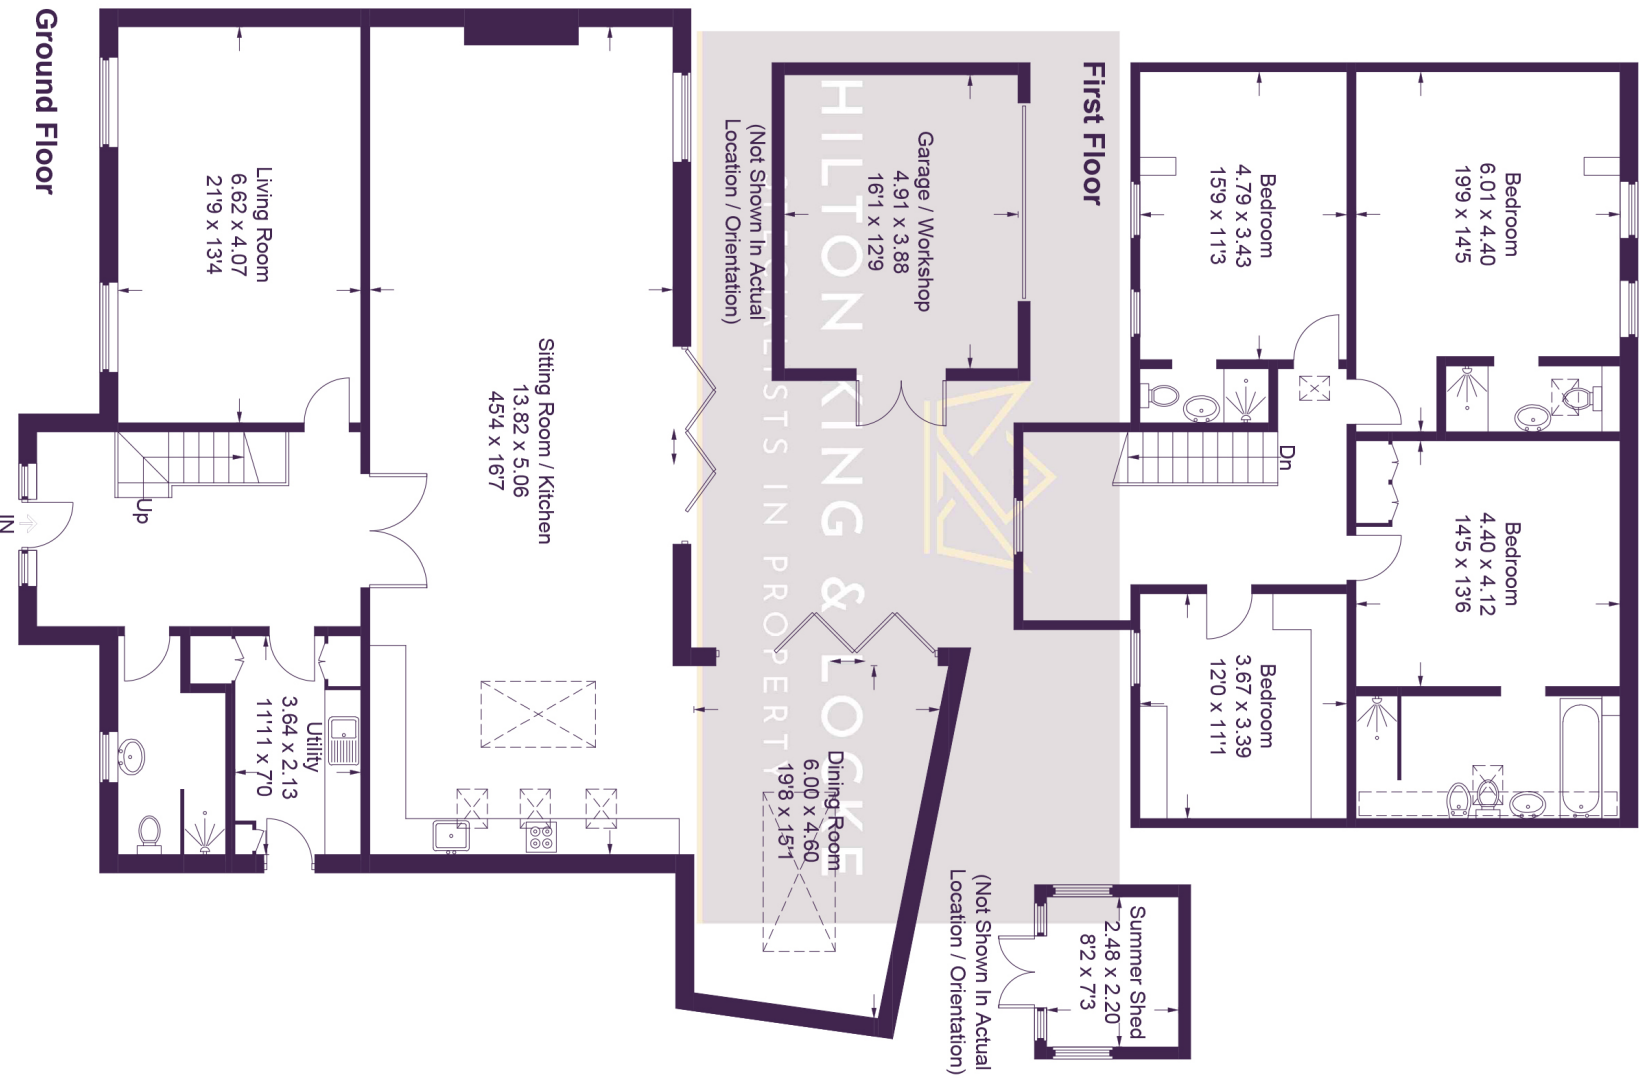 First Floor
Bedroom
6.01 x 4.40
19'9 x 14'5
Bedroom
4.40 x 4.12
14'5 x 13'6
Bedroom
4.79 x 3.43
15'9 x 11'3
Dn
Bedroom
3.67 x 3.39
12'0 x 11'1
Garage / Workshop
4.91 x 3.88
16'1 x 12'9
(Not Shown In Actual
Location / Orientation)
Summer Shed
2.48 x 2.20
8'2 x 7'3
(Not Shown In Actual
Location / Orientation)
HILTON KING & LOCKE
SPECIALISTS IN PROPERTY
Dining Room
6.00 x 4.60
19'8 x 15'1
Sitting Room / Kitchen
13.82 x 5.06
45'4 x 16'7
Living Room
6.62 x 4.07
21'9 x 13'4
Utility
3.64 x 2.13
11'11 x 7'0
Up
IN
Ground Floor